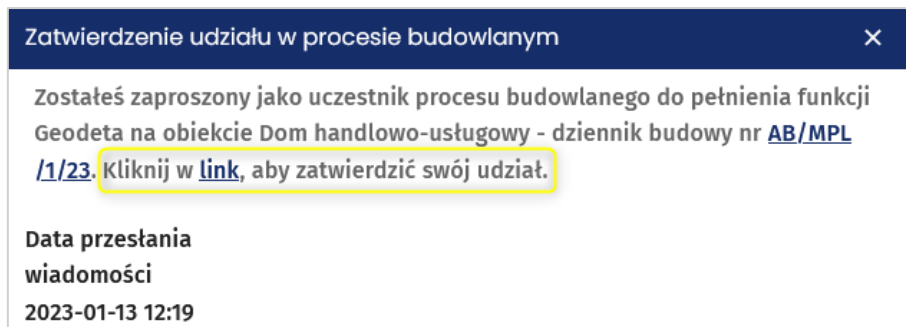 Zatwierdzenie udziału w procesie budowlanym ×
Zostałeś zaproszony jako uczestnik procesu budowlanego do pełnienia funkcji
Geodeta na obiekcie Dom handlowo-usługowy - dziennik budowy nr AB/MPL
/1/23. Kliknij w link, aby zatwierdzić swój udział.
Data przesłania
wiadomości
2023-01-13 12:19